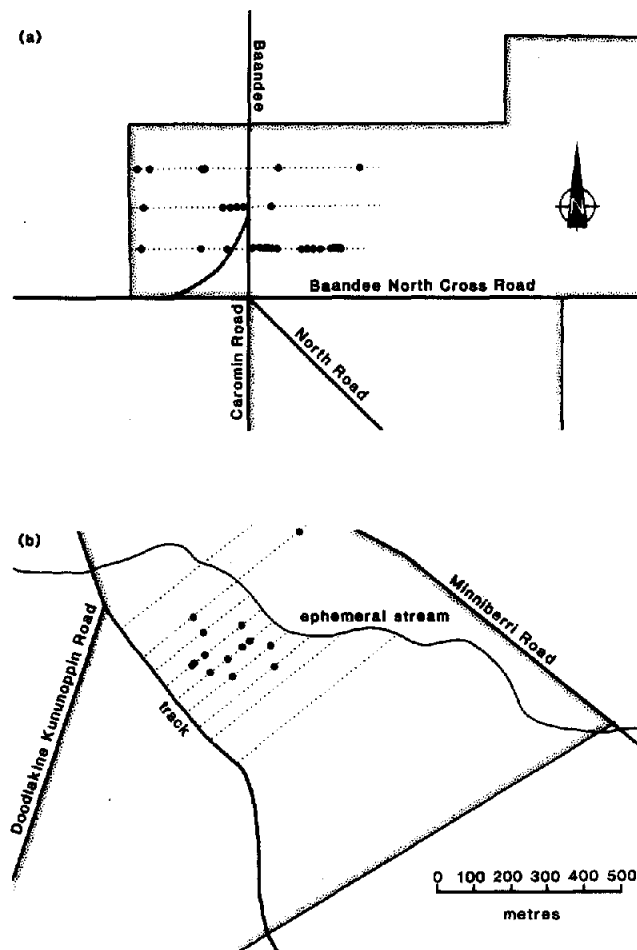 (a)
Baandee
N
Baandee North Cross Road
Caromin Road
North Road
(b)
Minniberri Road
ephemeral stream
Doodlakine Kununoppin Road
track
0 100 200 300 400 500
metres